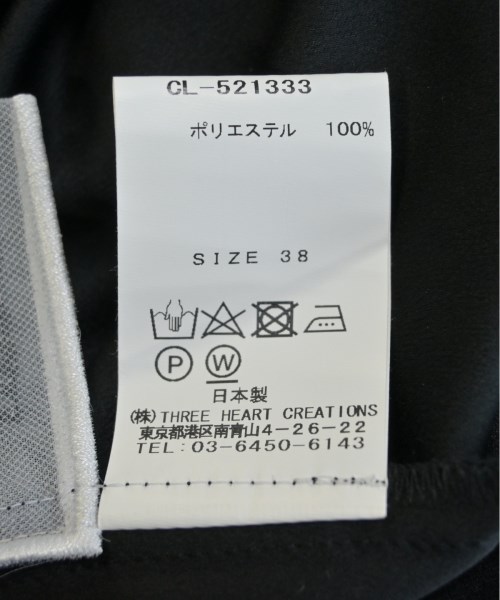 CL-521333
ポリエステル 100%
SIZE 38
P W
日本製
(株) THREE HEART CREATIONS
東京都港区南青山4-26-22
TEL:03-6450-6143